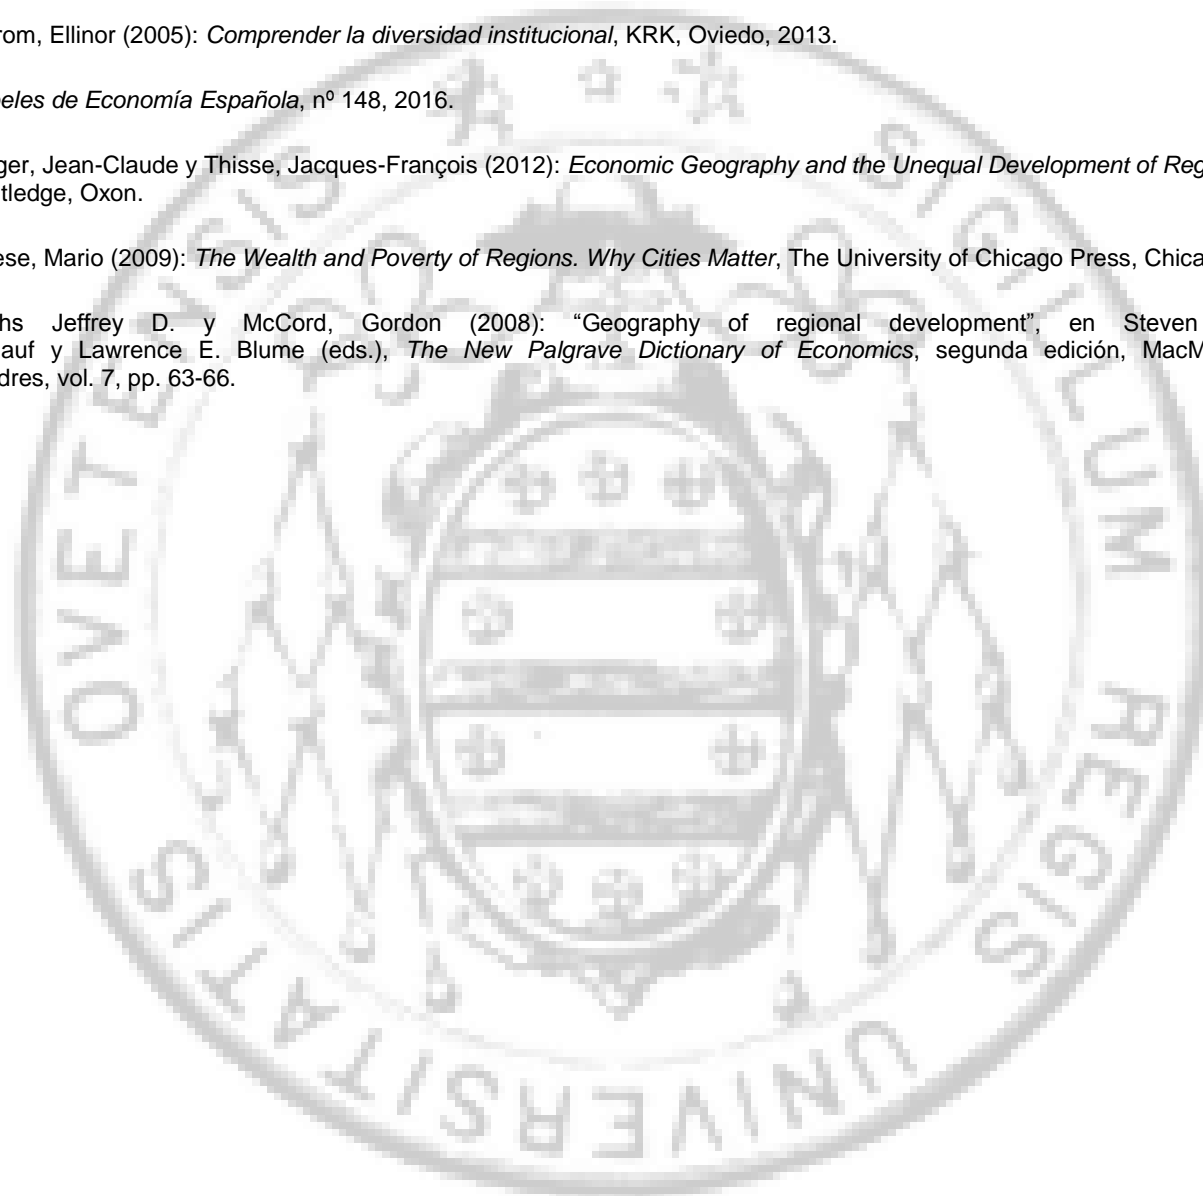 rom, Ellinor (2005): Comprender la diversidad institucional, KRK, Oviedo, 2013.
eles de Economía Española, nº 148, 2016.
ger, Jean-Claude y Thisse, Jacques-François (2012): Economic Geography and the Unequal Development of Reg
tledge, Oxon.
ese, Mario (2009): The Wealth and Poverty of Regions. Why Cities Matter, The University of Chicago Press, Chica
hs Jeffrey D. y McCord, Gordon (2008): “Geography of regional development”, en Steven
auf y Lawrence E. Blume (eds.), The New Palgrave Dictionary of Economics, segunda edición, MacM
dres, vol. 7, pp. 63-66.
SIGILLUM REGIS UNIVERSITATIS OVETENSIS